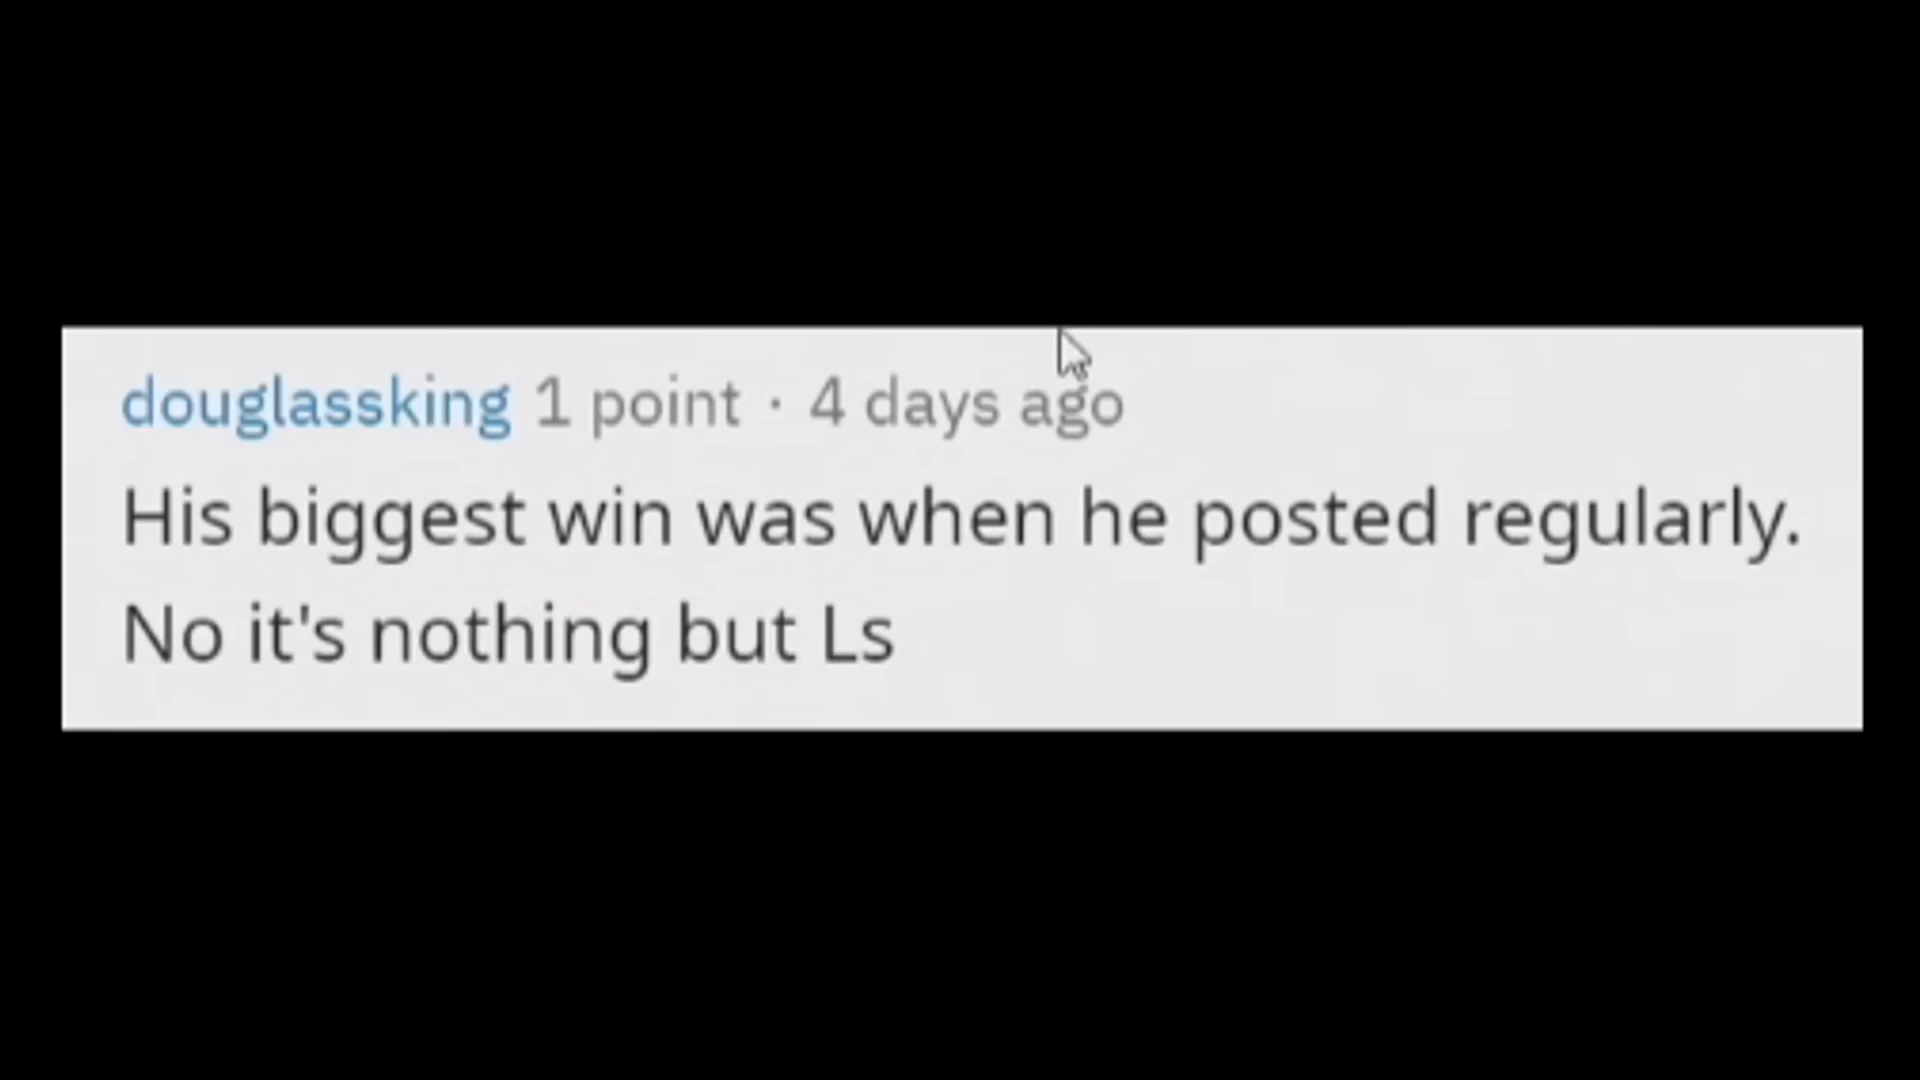 douglassking 1 point · 4 days ago
His biggest win was when he posted regularly.
No it's nothing but Ls